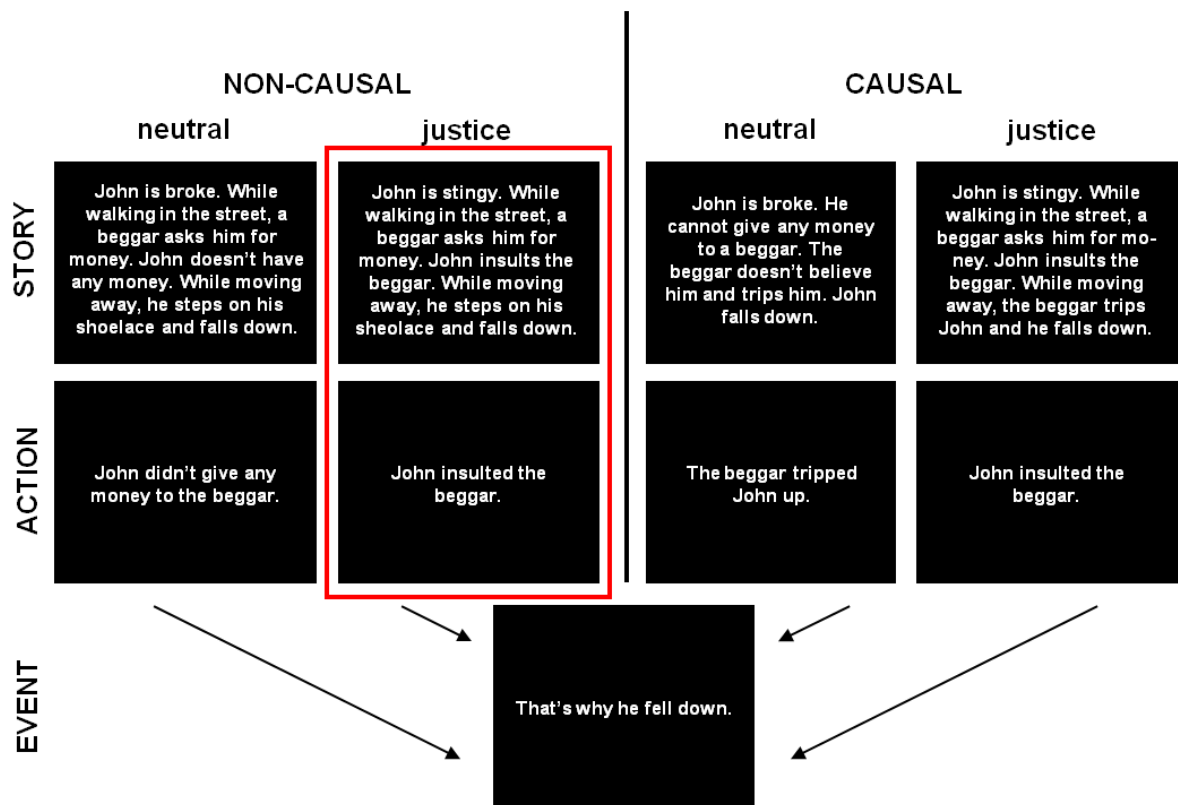 NON-CAUSAL
CAUSAL
neutral
justice
neutral
justice
STORY
John is broke. While
walking in the street, a
beggar asks him for
money. John doesn't have
any money. While moving
away, he steps on his
shoelace and falls down.
John is stingy. While
walking in the street, a
beggar asks him for
money. John insults the
beggar. While moving
away, he steps on his
sheolace and falls down.
John is broke. He
cannot give any money
to a beggar. The
beggar doesn't believe
him and trips him. John
falls down.
John is stingy. While
walking in the street, a
beggar asks him for mo-
ney. John insults the
beggar. While moving
away, the beggar trips
John and he falls down.
ACTION
John didn't give any
money to the beggar.
John insulted the
beggar.
The beggar tripped
John up.
John insulted the
beggar.
EVENT
That's why he fell down.